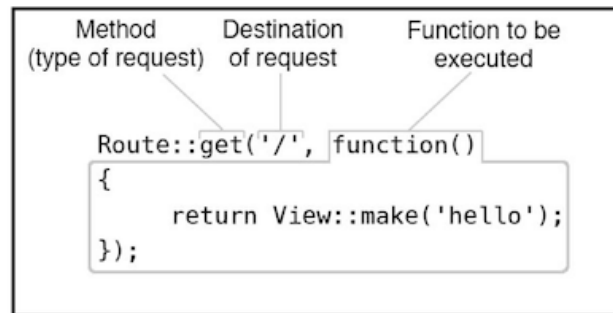 Method
(type of request)
Destination
of request
Function to be
executed
Route::get('/', function()
{
return View::make('hello');
});